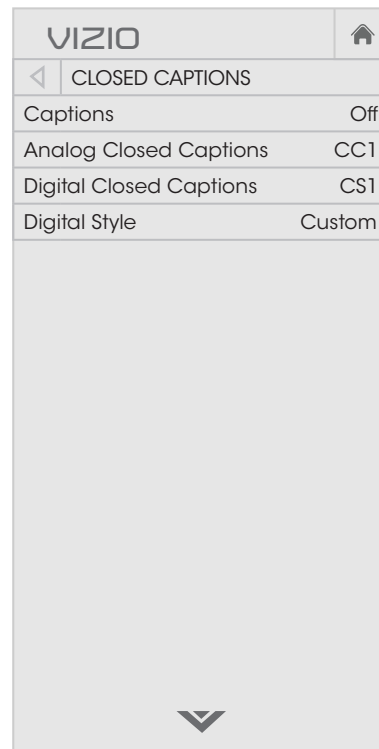 VIZIO
CLOSED CAPTIONS
Captions Off
Analog Closed Captions CC1
Digital Closed Captions CS1
Digital Style Custom